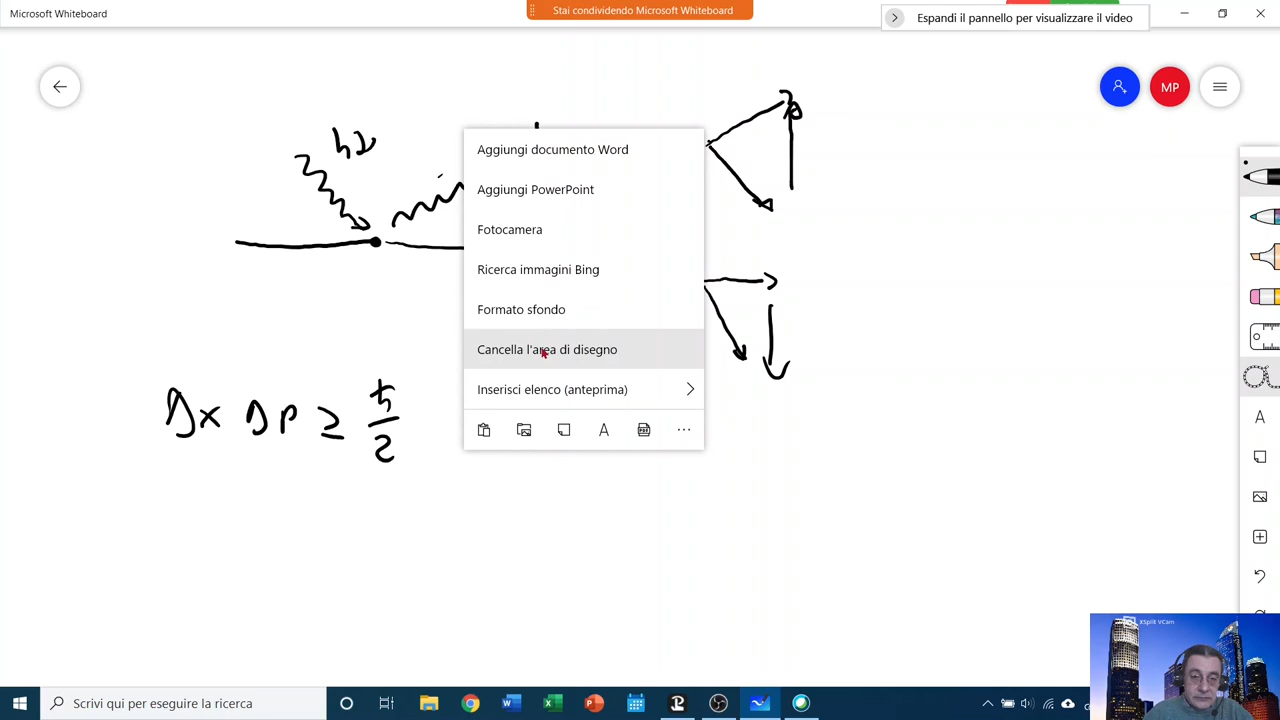 Microsoft Whiteboard
Stai condividendo Microsoft Whiteboard
Espandi il pannello per visualizzare il video
MP
hν
Aggiungi documento Word
Aggiungi PowerPoint
Fotocamera
Ricerca immagini Bing
Formato sfondo
Cancella l'area di disegno
Inserisci elenco (anteprima)
Δx Δp ≥ ħ/2
XSplit VCam
Scrivi qui per eseguire la ricerca